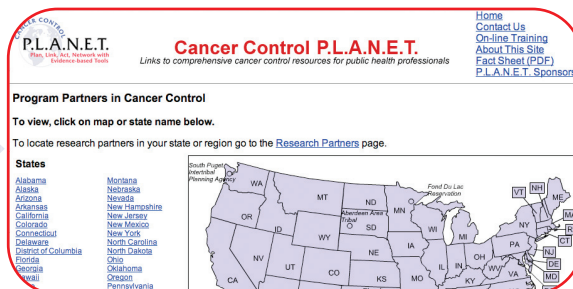 CANCER CONTROL
P.L.A.N.E.T.
Plan, Link, Act, Network with
Evidence-based Tools
Cancer Control P.L.A.N.E.T.
Links to comprehensive cancer control resources for public health professionals
Home
Contact Us
On-line Training
About This Site
Fact Sheet (PDF)
P.L.A.N.E.T. Sponsors
Program Partners in Cancer Control
To view, click on map or state name below.
To locate research partners in your state or region go to the Research Partners page.
States
Alabama
Alaska
Arizona
Arkansas
California
Colorado
Connecticut
Delaware
District of Columbia
Florida
Georgia
Hawaii
Montana
Nebraska
Nevada
New Hampshire
New Jersey
New Mexico
New York
North Carolina
North Dakota
Ohio
Oklahoma
Oregon
Pennsylvania
South Puget
Intertribal
Planning Agency
WA
MT
ND
MN
Fond Du Lac
Reservation
VT
NH
ME
OR
ID
Aberdeen Area
Tribal
SD
WI
MI
NY
MA
R
CT
WY
IA
PA
NJ
NE
NV
UT
CO
IL
IN
OH
WV
DE
MD
CA
KS
MO
KY
VA